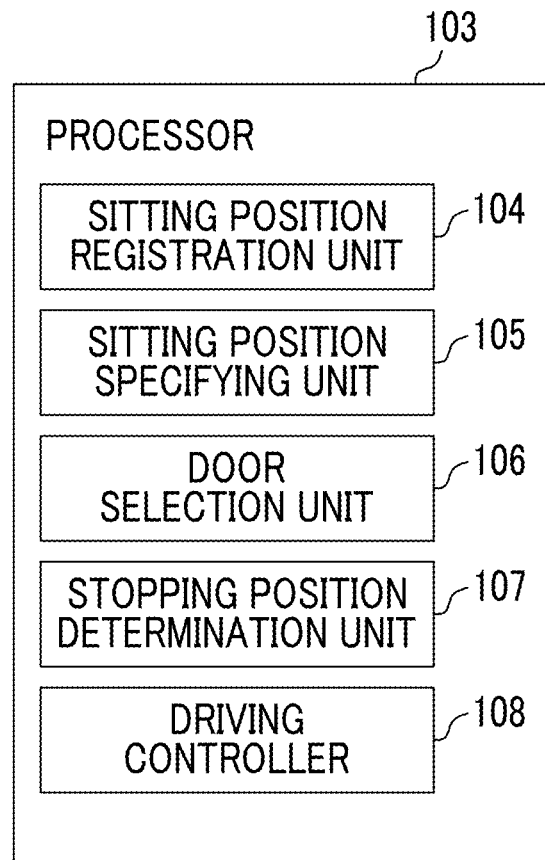 103
PROCESSOR
SITTING POSITION
REGISTRATION UNIT
104
SITTING POSITION
SPECIFYING UNIT
105
DOOR
SELECTION UNIT
106
STOPPING POSITION
DETERMINATION UNIT
107
DRIVING
CONTROLLER
108